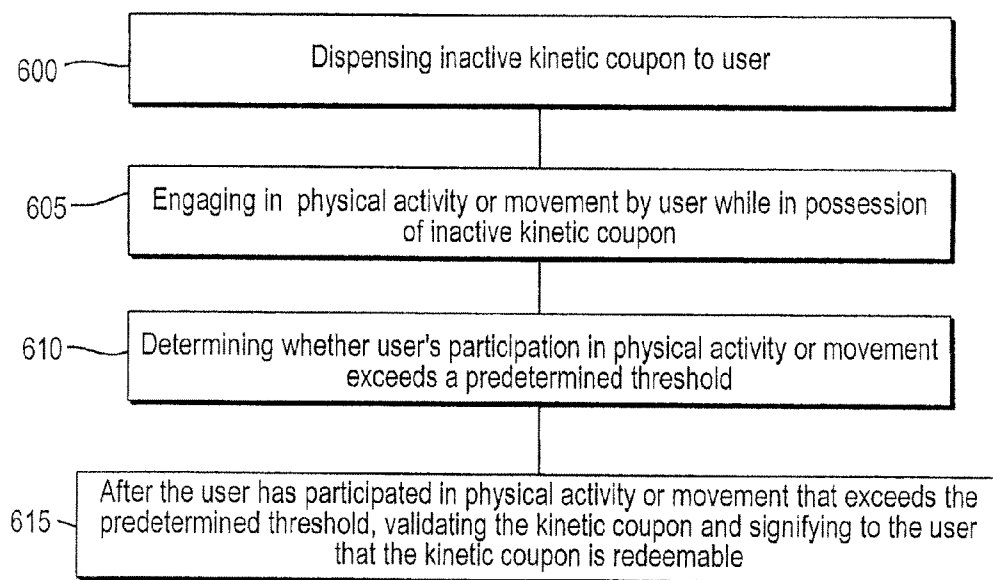 600
Dispensing inactive kinetic coupon to user
605
Engaging in physical activity or movement by user while in possession
of inactive kinetic coupon
610
Determining whether user's participation in physical activity or movement
exceeds a predetermined threshold
615
After the user has participated in physical activity or movement that exceeds the
predetermined threshold, validating the kinetic coupon and signifying to the user
that the kinetic coupon is redeemable